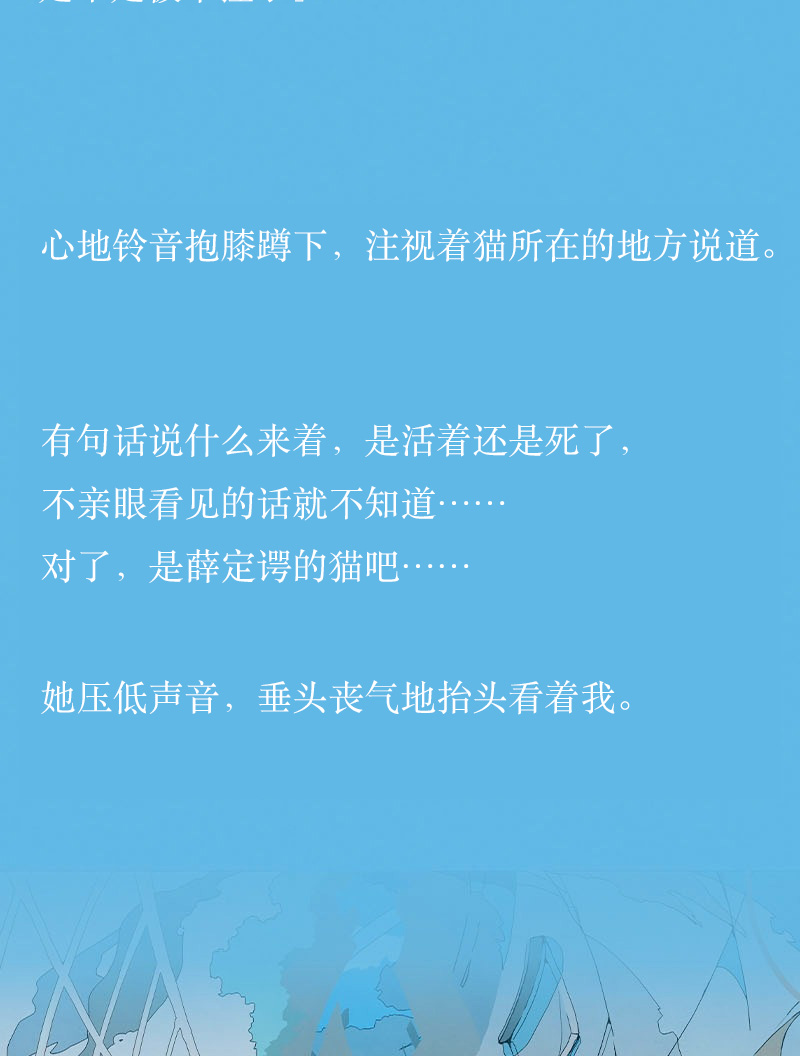 心地铃音抱膝蹲下，注视着猫所在的地方说道。
有句话说什么来着，是活着还是死了，
不亲眼看见的话就不知道……
对了，是薛定谔的猫吧……
她压低声音，垂头丧气地抬头看着我。